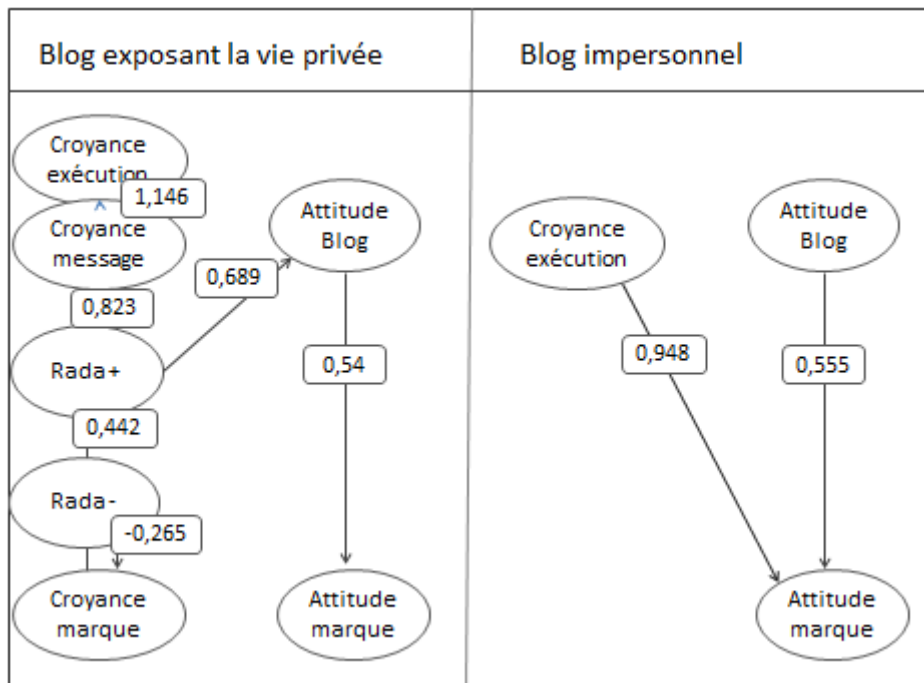 Blog exposant la vie privée
Blog impersonnel
Croyance
exécution
1,146
Croyance
message
0,823
Rada+
0,442
Rada-
-0,265
Croyance
marque
Attitude
Blog
0,689
0,54
Attitude
marque
Croyance
exécution
0,948
Attitude
Blog
0,555
Attitude
marque